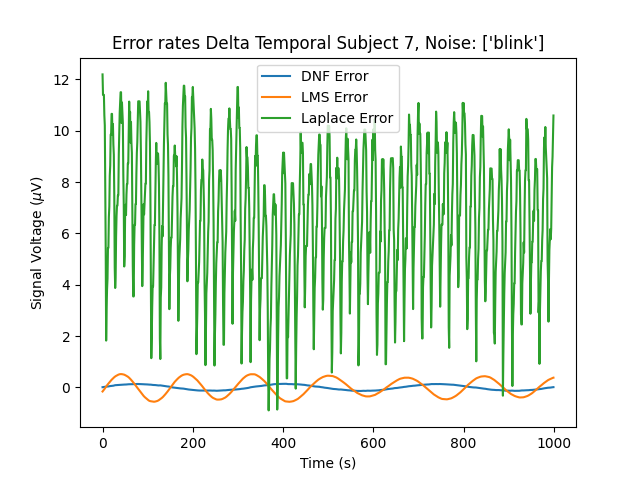 Error rates Delta Temporal Subject 7, Noise: ['blink']
DNF Error
LMS Error
Laplace Error
Signal Voltage (μV)
12
10
8
6
4
2
0
0 200 400 600 800 1000
Time (s)